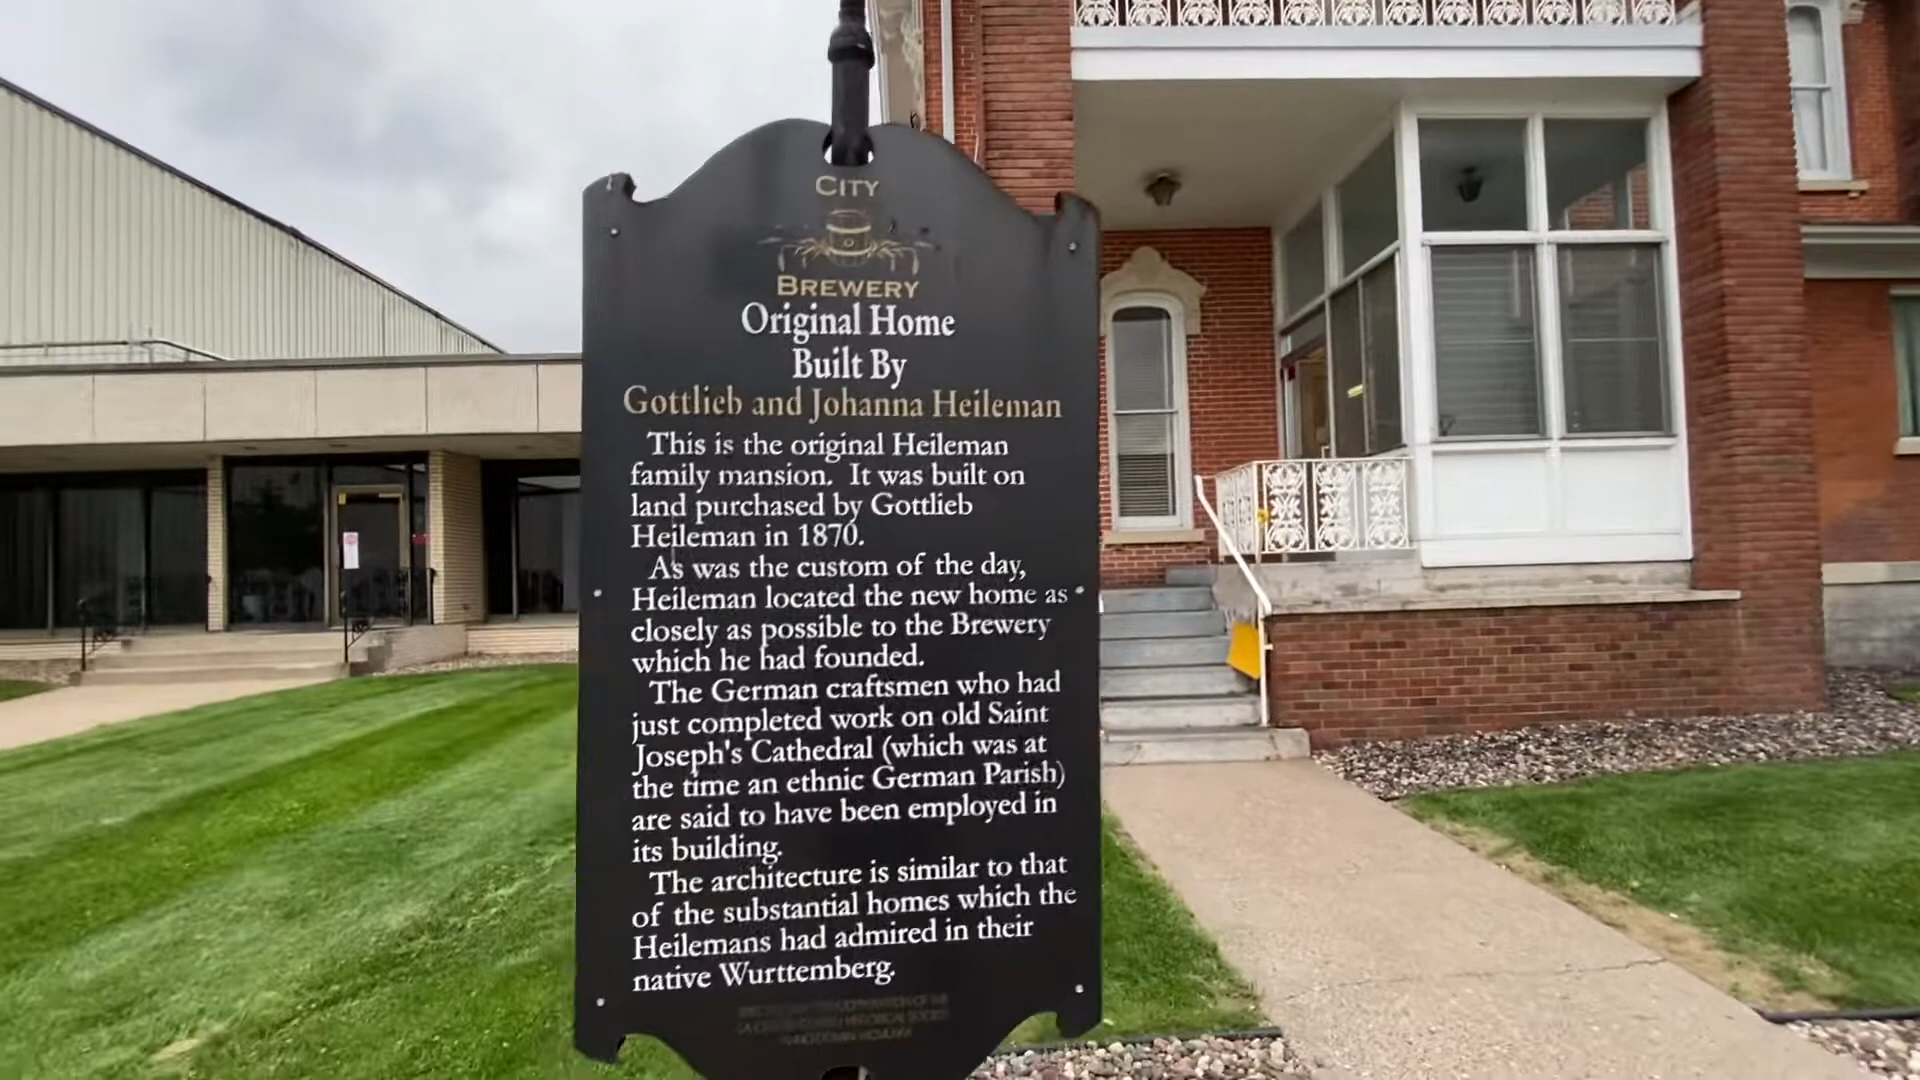 CITY
BREWERY
Original Home
Built By
Gottlieb and Johanna Heileman
This is the original Heileman
family mansion. It was built on
land purchased by Gottlieb
Heileman in 1870.
As was the custom of the day,
Heileman located the new home as
closely as possible to the Brewery
which he had founded.
The German craftsmen who had
just completed work on old Saint
Joseph's Cathedral (which was at
the time an ethnic German Parish)
are said to have been employed in
its building.
The architecture is similar to that
of the substantial homes which the
Heilemans had admired in their
native Wurttemberg.